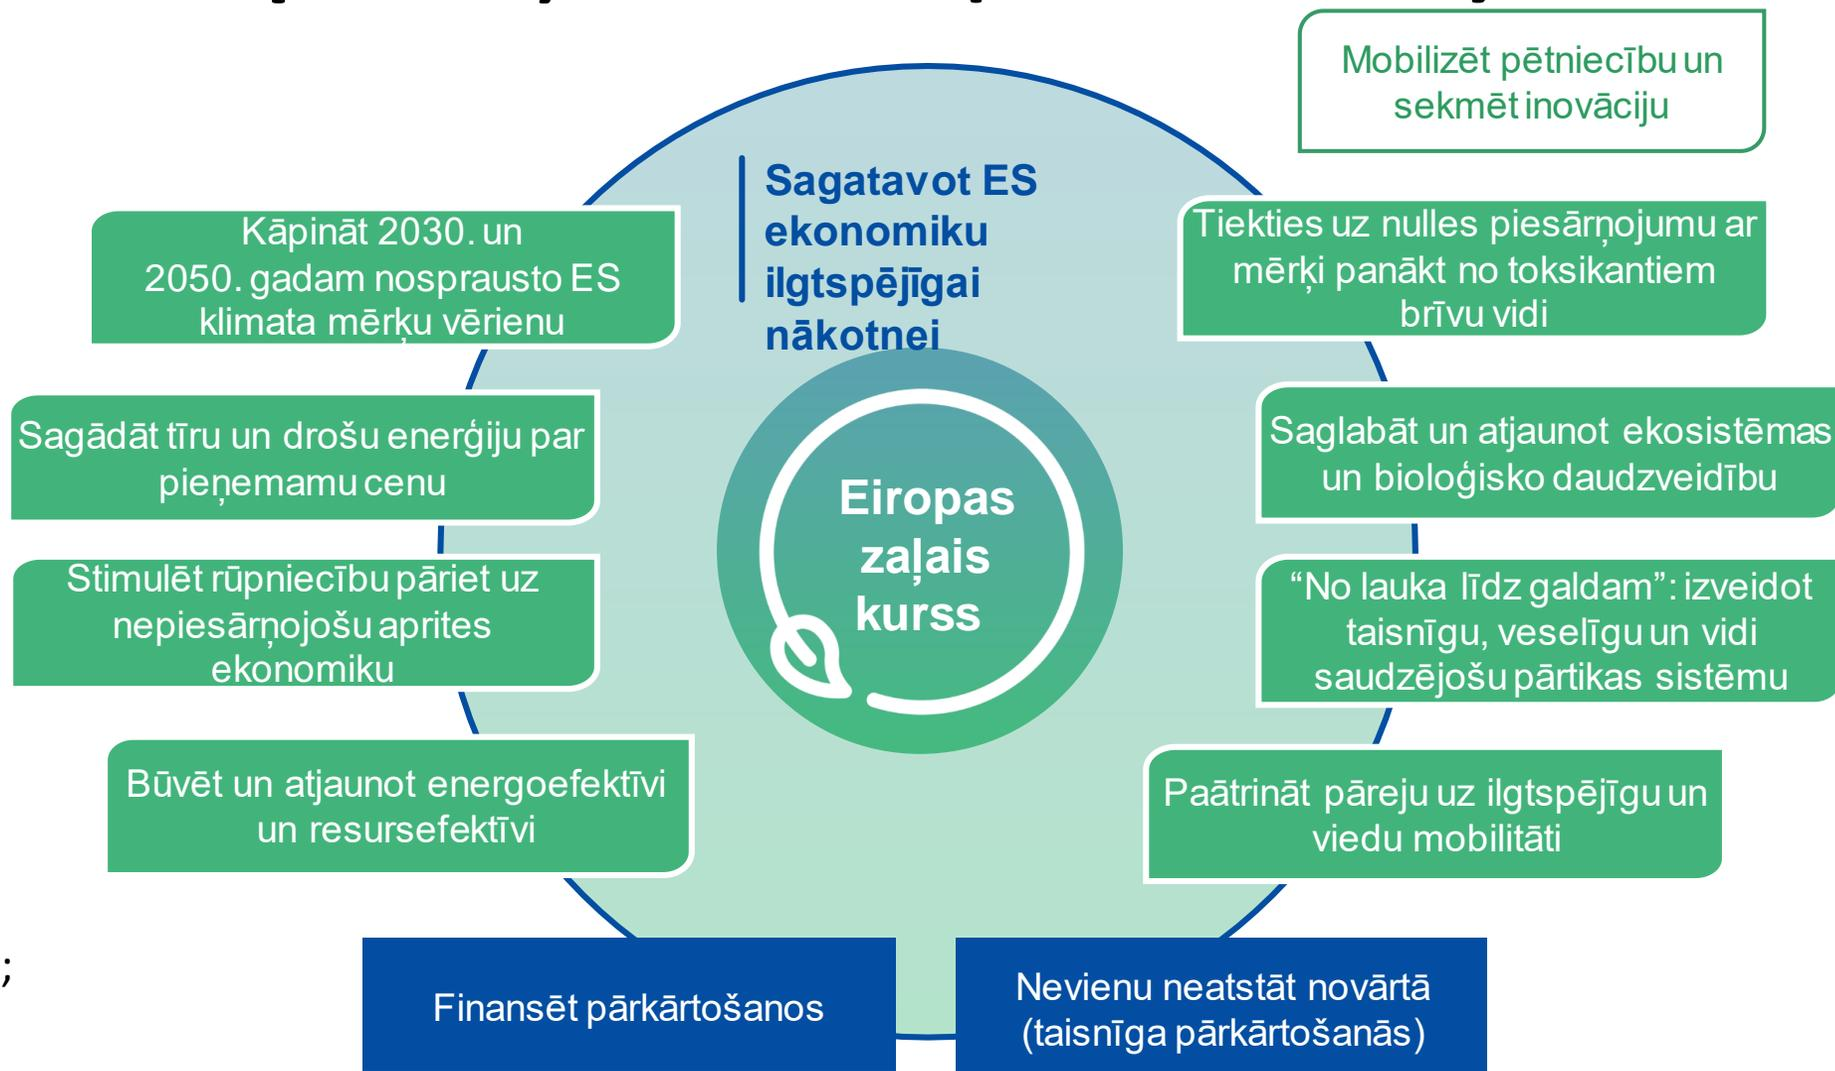 Mobilizēt pētniecību un
sekmēt inovāciju
Sagatavot ES
ekonomiku
ilgtspējīgai
nākotnei
Kāpināt 2030. un
2050. gadam nosprausto ES
klimata mērķu vērienu
Tiekties uz nulles piesārņojumu ar
mērķi panākt no toksikantiem
brīvu vidi
Sagādāt tīru un drošu enerģiju par
pieņemamu cenu
Saglabāt un atjaunot ekosistēmas
un bioloģisko daudzveidību
Eiropas
zaļais
kurss
Stimulēt rūpniecību pāriet uz
nepiesārņojošu aprites
ekonomiku
“No lauka līdz galdam”: izveidot
taisnīgu, veselīgu un vidi
saudzējošu pārtikas sistēmu
Būvēt un atjaunot energoefektīvi
un resursefektīvi
Paātrināt pāreju uz ilgtspējīgu un
viedu mobilitāti
;
Finansēt pārkārtošanos
Nevienu neatstāt novārtā
(taisnīga pārkārtošanās)